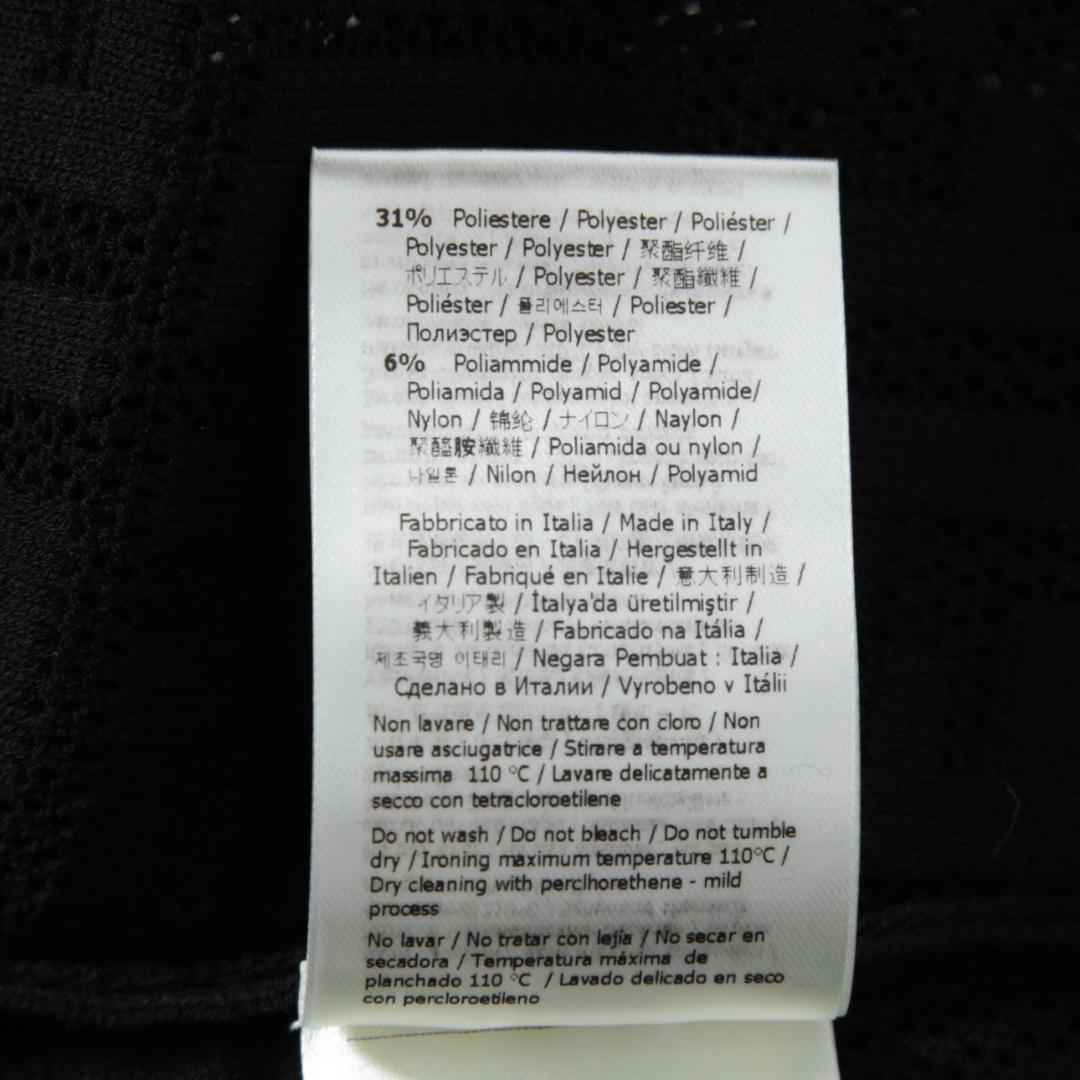 31% Poliestere / Polyester / Poliéster /
Polyester / Polyester / 聚酯纤维 /
ポリエステル / Polyester / 聚酯纖維 /
Poliéster / 폴리에스터 / Poliester /
Полиэстер / Polyester
6% Poliammide / Polyamide /
Poliamida / Polyamid / Polyamide/
Nylon / 锦纶 / ナイロン / Naylon /
聚醯胺纖維 / Poliamida ou nylon /
나일론 / Nilon / Нейлон / Polyamid
Fabbricato in Italia / Made in Italy /
Fabricado en Italia / Hergestellt in
Italien / Fabriqué en Italie / 意大利制造 /
イタリア製 / İtalya'da üretilmiştir /
義大利製造 / Fabricado na Itália /
제조국명 이태리 / Negara Pembuat : Italia /
Сделано в Италии / Vyrobeno v Itálii
Non lavare / Non trattare con cloro / Non
usare asciugatrice / Stirare a temperatura
massima 110 °C / Lavare delicatamente a
secco con tetracloroetilene
Do not wash / Do not bleach / Do not tumble
dry / Ironing maximum temperature 110°C /
Dry cleaning with perclhorethene - mild
process
No lavar / No tratar con lejía / No secar en
secadora / Temperatura máxima de
planchado 110 °C / Lavado delicado en seco
con percloroetileno